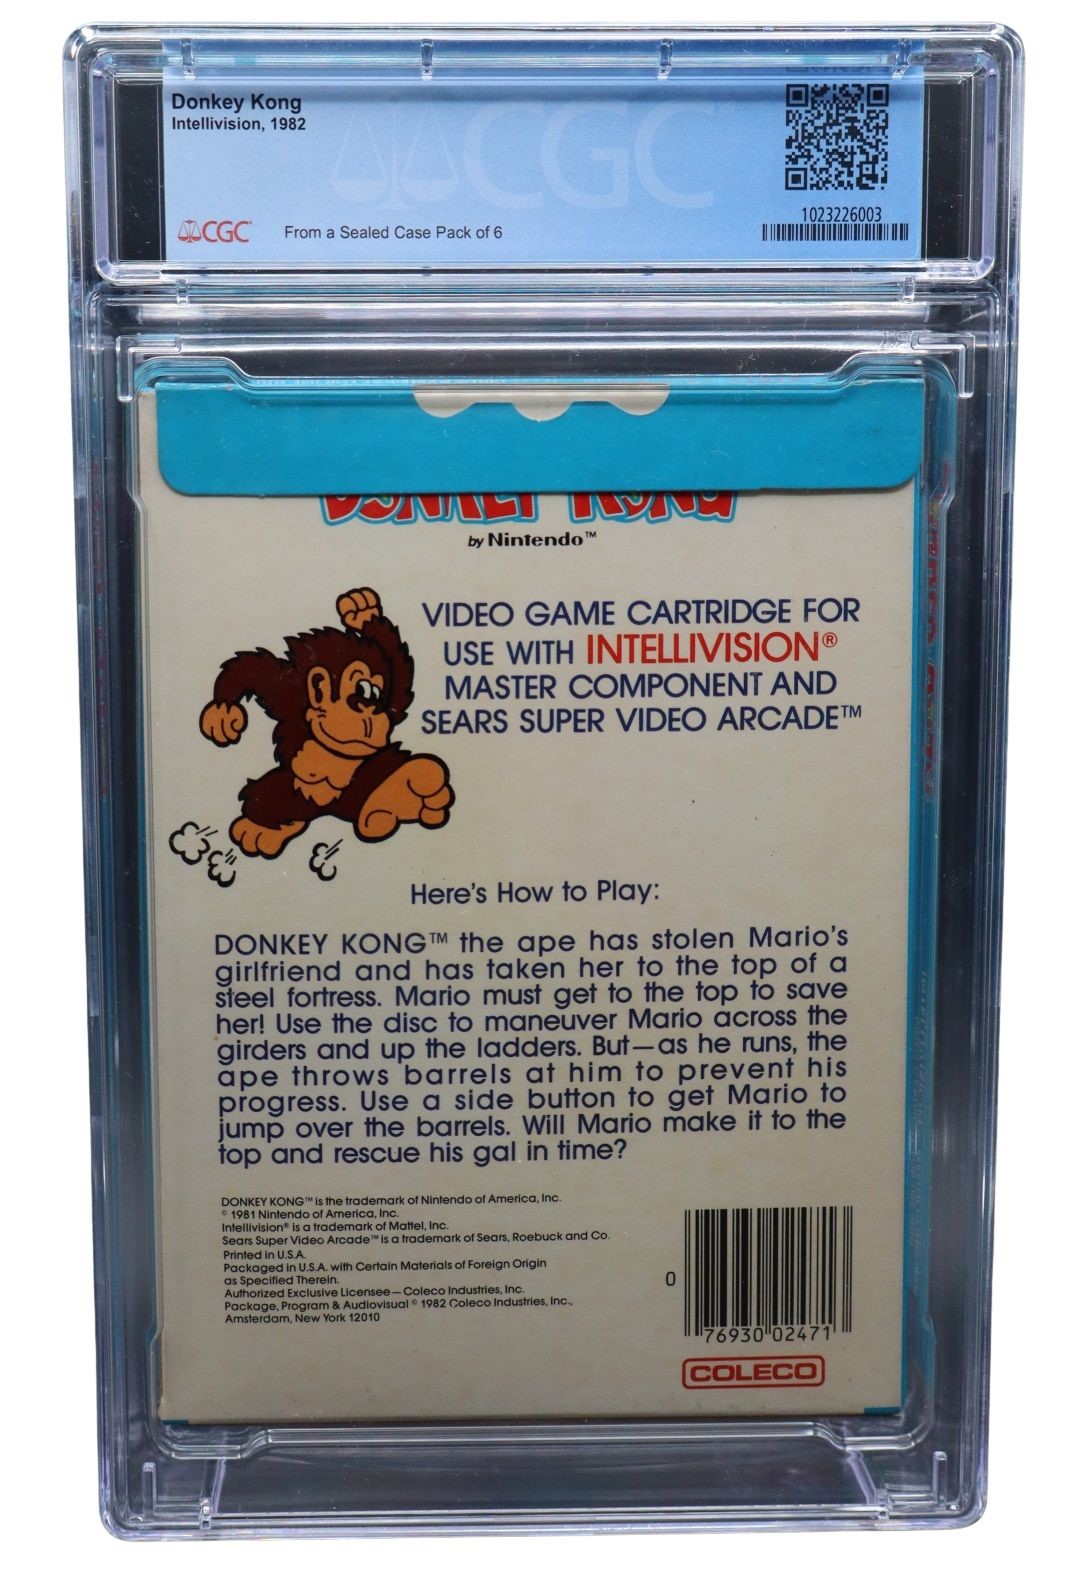 Donkey Kong
Intellivision, 1982
CGC
1023226003
CGC
From a Sealed Case Pack of 6
DONKEY KONG
by Nintendo™
VIDEO GAME CARTRIDGE FOR
USE WITH INTELLIVISION®
MASTER COMPONENT AND
SEARS SUPER VIDEO ARCADE™
Here's How to Play:
DONKEY KONG™ the ape has stolen Mario's
girlfriend and has taken her to the top of a
steel fortress. Mario must get to the top to save
her! Use the disc to maneuver Mario across the
girders and up the ladders. But—as he runs, the
ape throws barrels at him to prevent his
progress. Use a side button to get Mario to
jump over the barrels. Will Mario make it to the
top and rescue his gal in time?
DONKEY KONG™ is the trademark of Nintendo of America, Inc.
© 1981 Nintendo of America, Inc.
Intellivision® is a trademark of Mattel, Inc.
Sears Super Video Arcade™ is a trademark of Sears, Roebuck and Co.
Printed in U.S.A.
Packaged in U.S.A. with Certain Materials of Foreign Origin
as Specified Therein.
Authorized Exclusive Licensee—Coleco Industries, Inc.
Package, Program & Audiovisual © 1982 Coleco Industries, Inc.,
Amsterdam, New York 12010
0
76930 02471
COLECO